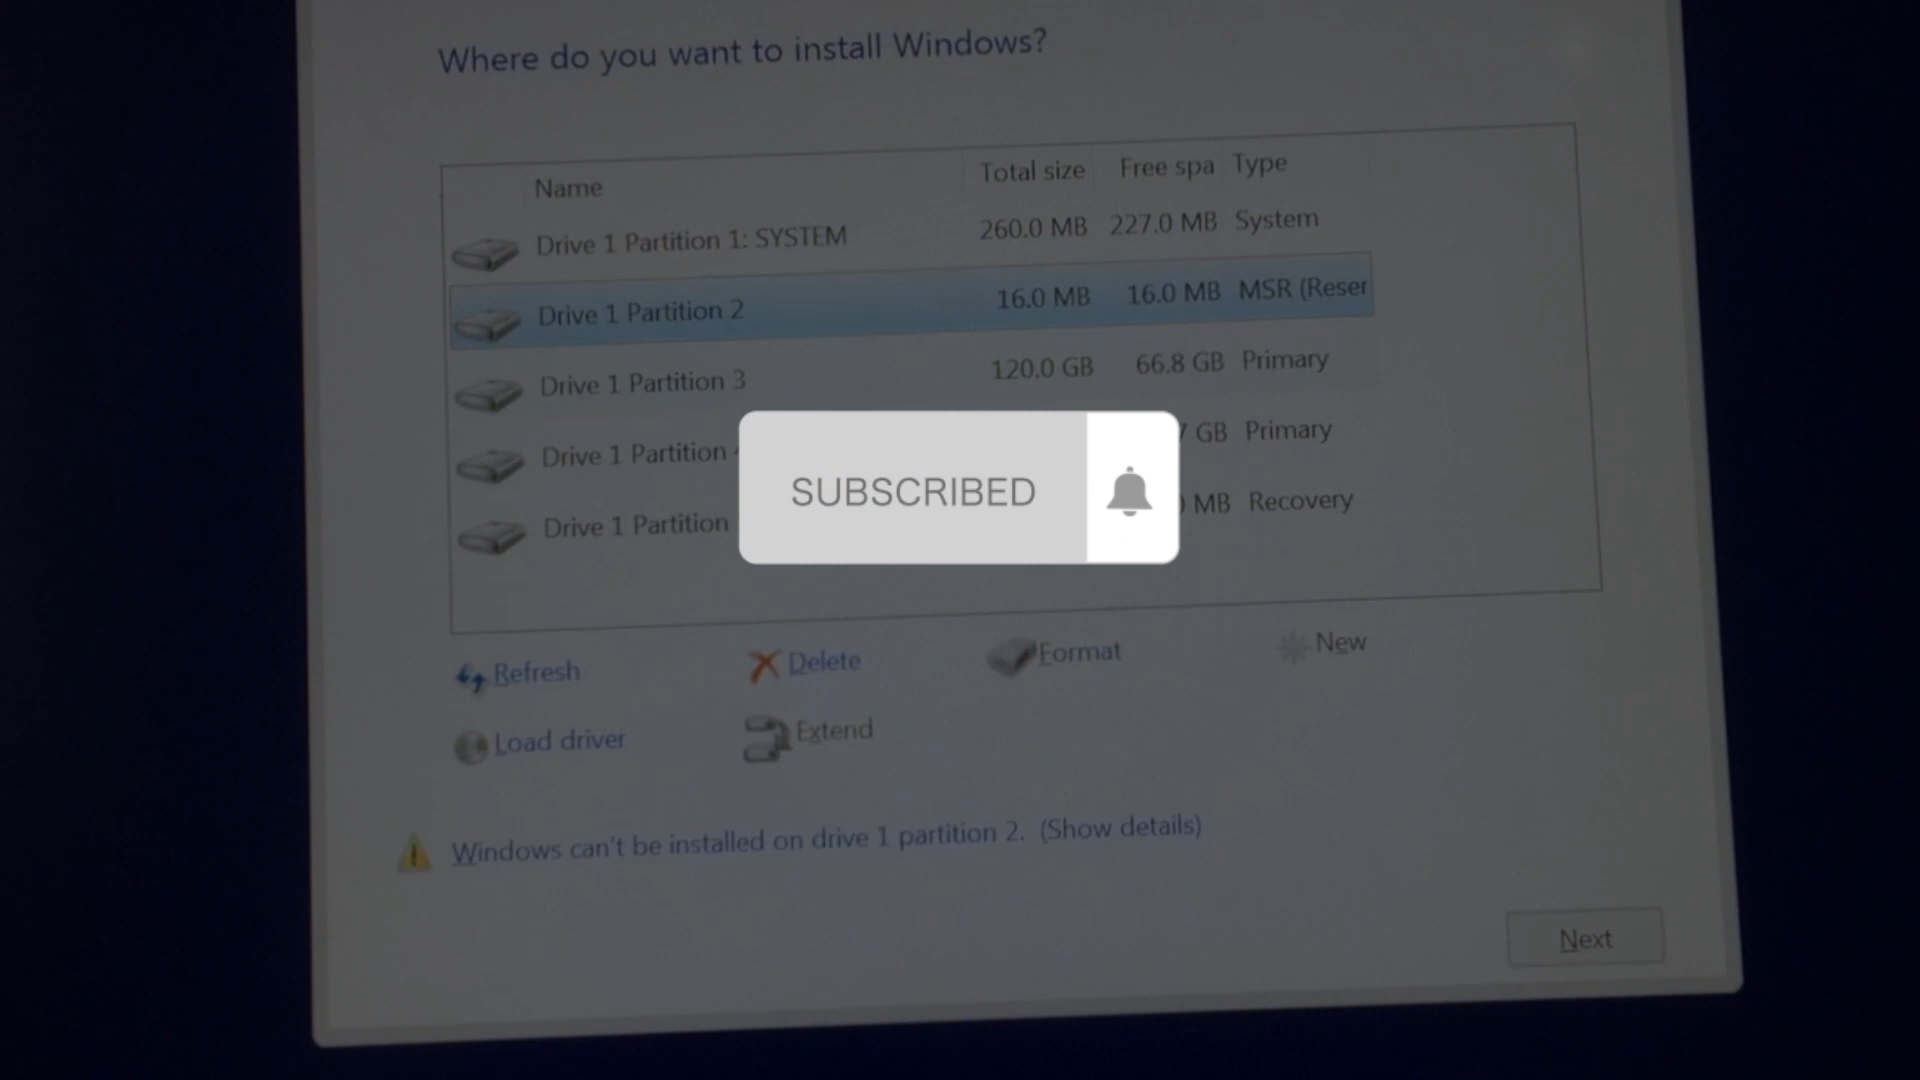 Where do you want to install Windows?
Name Total size Free spa Type
Drive 1 Partition 1: SYSTEM 260.0 MB 227.0 MB System
Drive 1 Partition 2 16.0 MB 16.0 MB MSR (Reser
Drive 1 Partition 3 120.0 GB 66.8 GB Primary
Drive 1 Partition GB Primary
Drive 1 Partition MB Recovery
SUBSCRIBED
Refresh Delete Format New
Load driver Extend
Windows can't be installed on drive 1 partition 2. (Show details)
Next